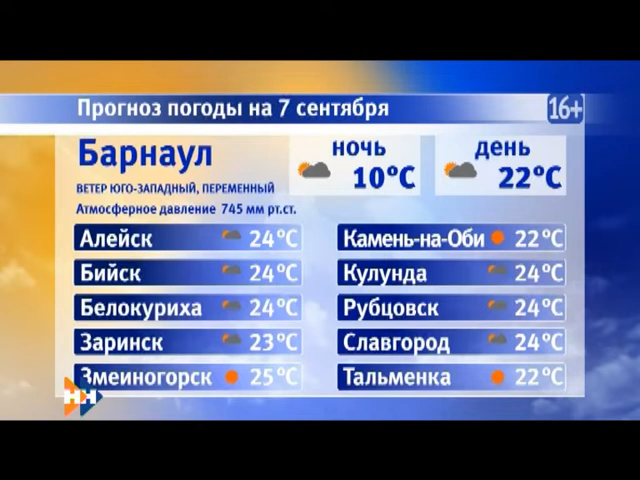 Прогноз погоды на 7 сентября 16+
Барнаул
ночь 10°C
день 22°C
ВЕТЕР ЮГО-ЗАПАДНЫЙ, ПЕРЕМЕННЫЙ
Атмосферное давление 745 мм рт.ст.
Алейск 24°C
Бийск 24°C
Белокуриха 24°C
Заринск 23°C
Змеиногорск 25°C
Камень-на-Оби 22°C
Кулунда 24°C
Рубцовск 24°C
Славгород 24°C
Тальменка 22°C
НН